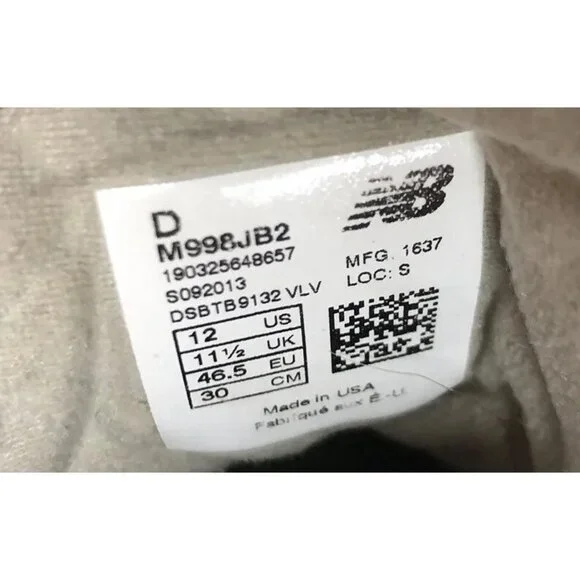 D
M998JB2
190325648657
S092013
DSBTB9132 VLV
NB
MFG. 1637
LOC: S
12 US
11½ UK
46.5 EU
30 CM
Made in USA
Fabriqué aux É-U